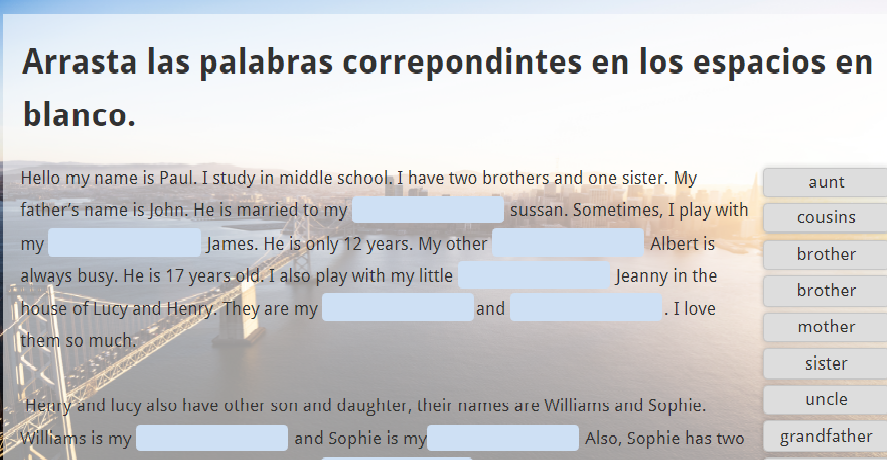 Arrasta las palabras correpondintes en los espacios en
blanco.
Hello my name is Paul. I study in middle school. I have two brothers and one sister. My
father's name is John. He is married to my sussan. Sometimes, I play with
my James. He is only 12 years. My other Albert is
always busy. He is 17 years old. I also play with my little Jeanny in the
house of Lucy and Henry. They are my and . I love
them so much.
Henry and lucy also have other son and daughter, their names are Williams and Sophie.
Williams is my and Sophie is my Also, Sophie has two
aunt
cousins
brother
brother
mother
sister
uncle
grandfather